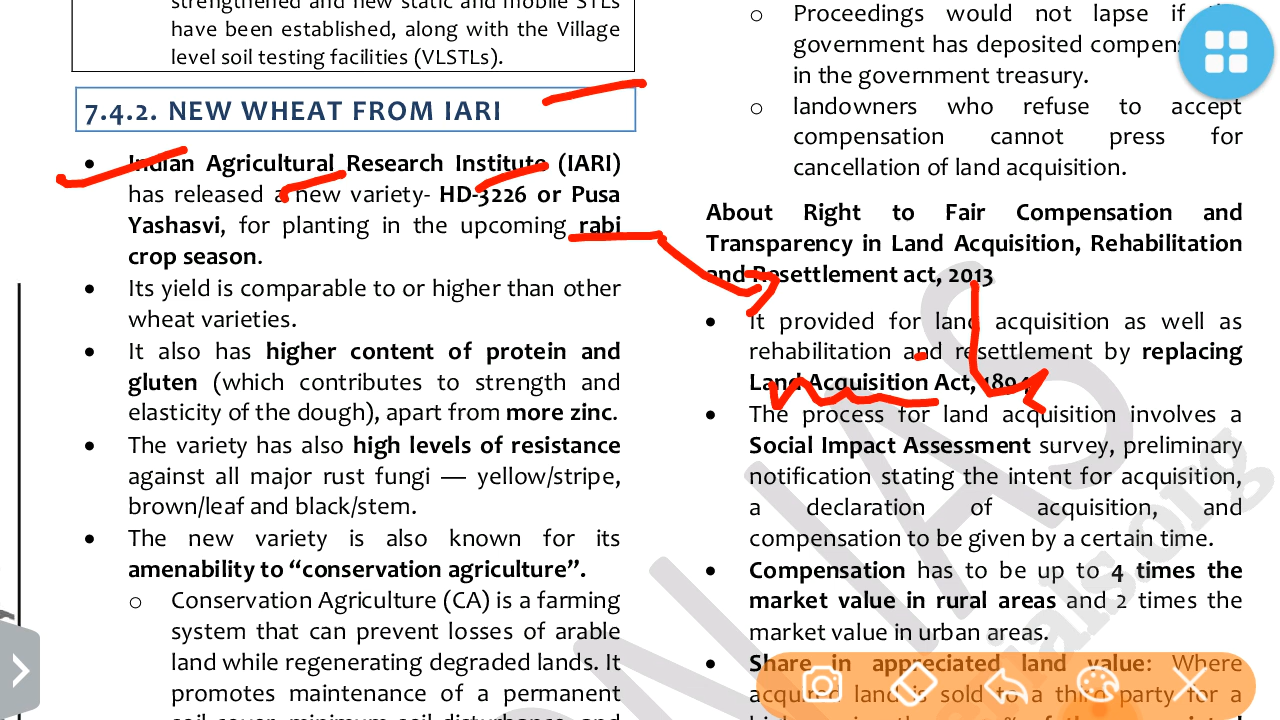 strengthened and new static and mobile STLs
have been established, along with the Village
level soil testing facilities (VLSTLs).
7.4.2. NEW WHEAT FROM IARI
• Indian Agricultural Research Institute (IARI)
has released a new variety- HD-3226 or Pusa
Yashasvi, for planting in the upcoming rabi
crop season.
• Its yield is comparable to or higher than other
wheat varieties.
• It also has higher content of protein and
gluten (which contributes to strength and
elasticity of the dough), apart from more zinc.
• The variety has also high levels of resistance
against all major rust fungi — yellow/stripe,
brown/leaf and black/stem.
• The new variety is also known for its
amenability to “conservation agriculture”.
o Conservation Agriculture (CA) is a farming
system that can prevent losses of arable
land while regenerating degraded lands. It
promotes maintenance of a permanent
soil cover, minimum soil disturbance, and
o Proceedings would not lapse if
government has deposited
in the government treasury.
o landowners who refuse to accept
compensation cannot press for
cancellation of land acquisition.
About Right to Fair Compensation and
Transparency in Land Acquisition, Rehabilitation
and Resettlement act, 2013
• It provided for land acquisition as well as
rehabilitation and resettlement by replacing
Land Acquisition Act, 1894
• The process for land acquisition involves a
Social Impact Assessment survey, preliminary
notification stating the intent for acquisition,
a declaration of acquisition, and
compensation to be given by a certain time.
• Compensation has to be up to 4 times the
market value in rural areas and 2 times the
market value in urban areas.
• Share in appreciated land value: Where
acquired land is sold to a third party for a